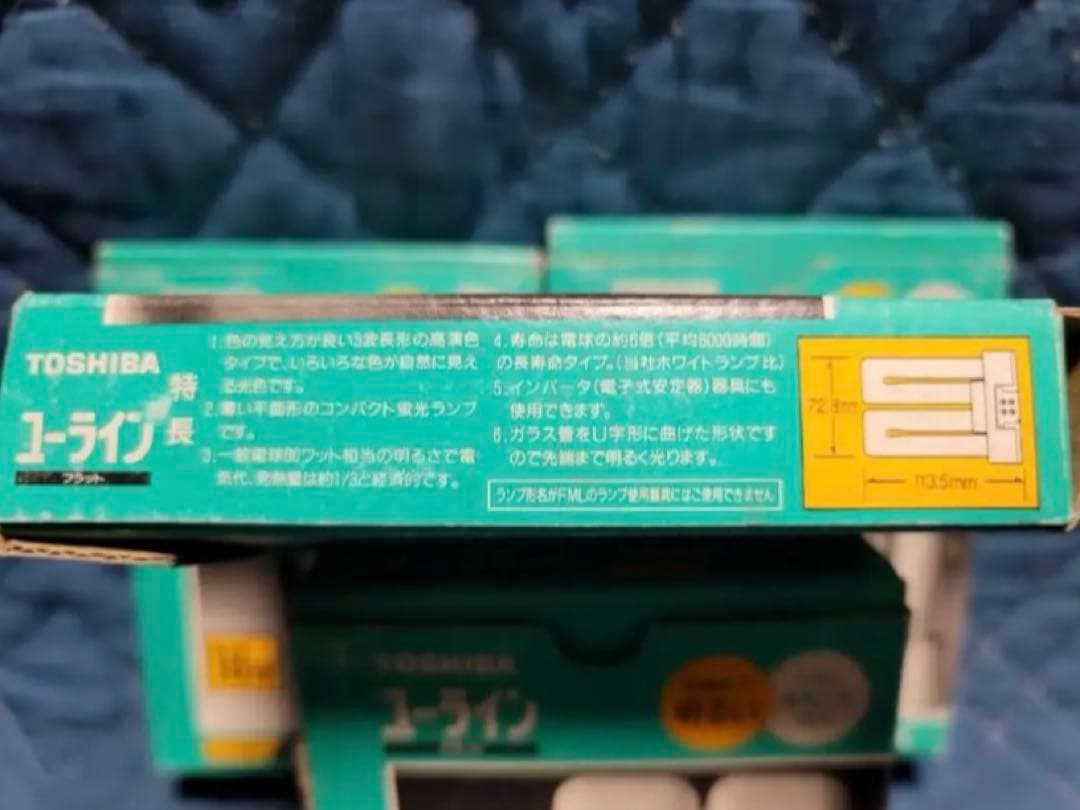 TOSHIBA
ユーライン
フラット
特長
1. 色の見え方が良い3波長形の高演色
タイプで、いろいろな色が自然に見え
る光色です。
2. 薄い平面形のコンパクト蛍光ランプ
です。
3. 一般電球60ワット相当の明るさで電
気代、発熱量は約1/3と経済的です。
4. 寿命は電球の約6倍(平均6000時間)
の長寿命タイプ。(当社ホワイトランプ比)
5. インバータ(電子式安定器)器具にも
使用できます。
6. ガラス管をU字形に曲げた形状です
ので先端まで明るく光ります。
ランプ形名がFMLのランプ使用器具にはご使用できません
72.8mm
113.5mm
TOSHIBA
ユーライン